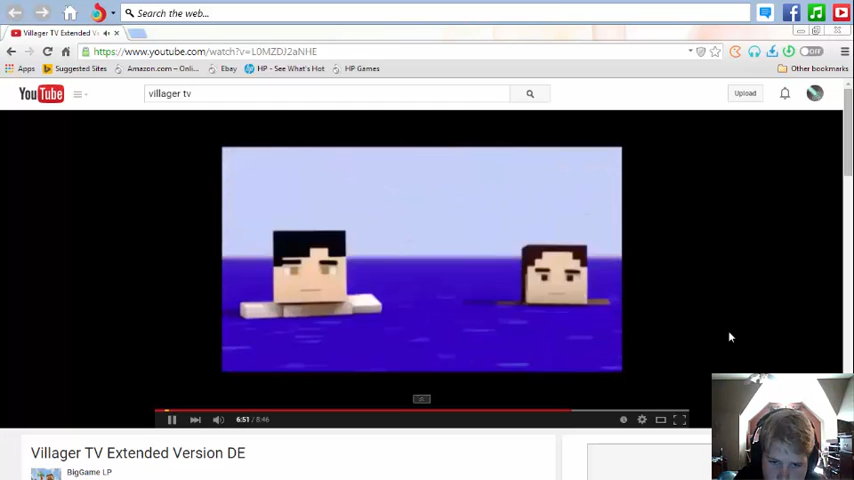 Search the web...
Villager TV Extended V
https://www.youtube.com/watch?v=L0MZDJ2aNHE
OFF
Apps
Suggested Sites
Amazon.com – Onli...
Ebay
HP - See What's Hot
HP Games
Other bookmarks
YouTube
villager tv
Upload
6:51 / 8:46
Villager TV Extended Version DE
BigGame LP